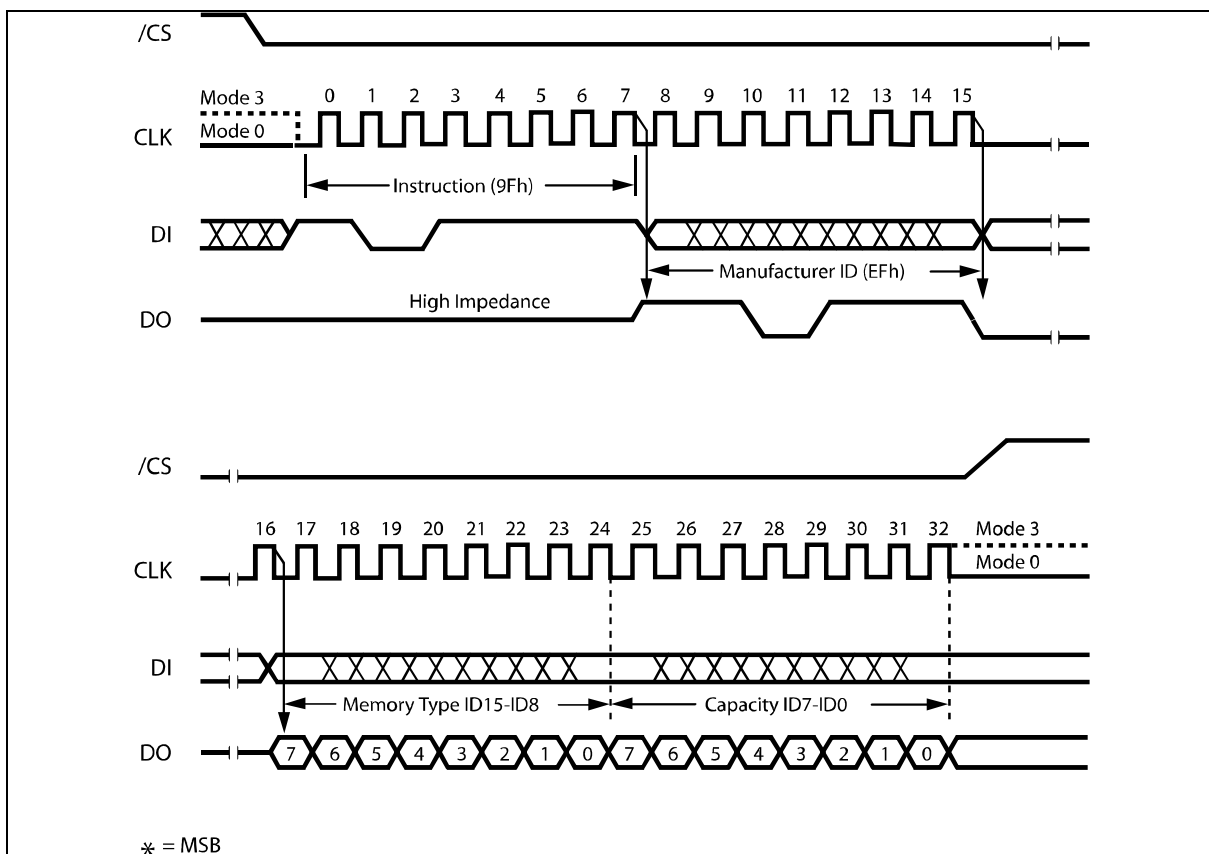 /CS
Mode 3
0 1 2 3 4 5 6 7 8 9 10 11 12 13 14 15
CLK
Mode 0
Instruction (9Fh)
DI
Manufacturer ID (EFh)
High Impedance
DO
/CS
16 17 18 19 20 21 22 23 24 25 26 27 28 29 30 31 32
Mode 3
CLK
Mode 0
DI
Memory Type ID15-ID8
Capacity ID7-ID0
DO
7 6 5 4 3 2 1 0 7 6 5 4 3 2 1 0
* = MSB